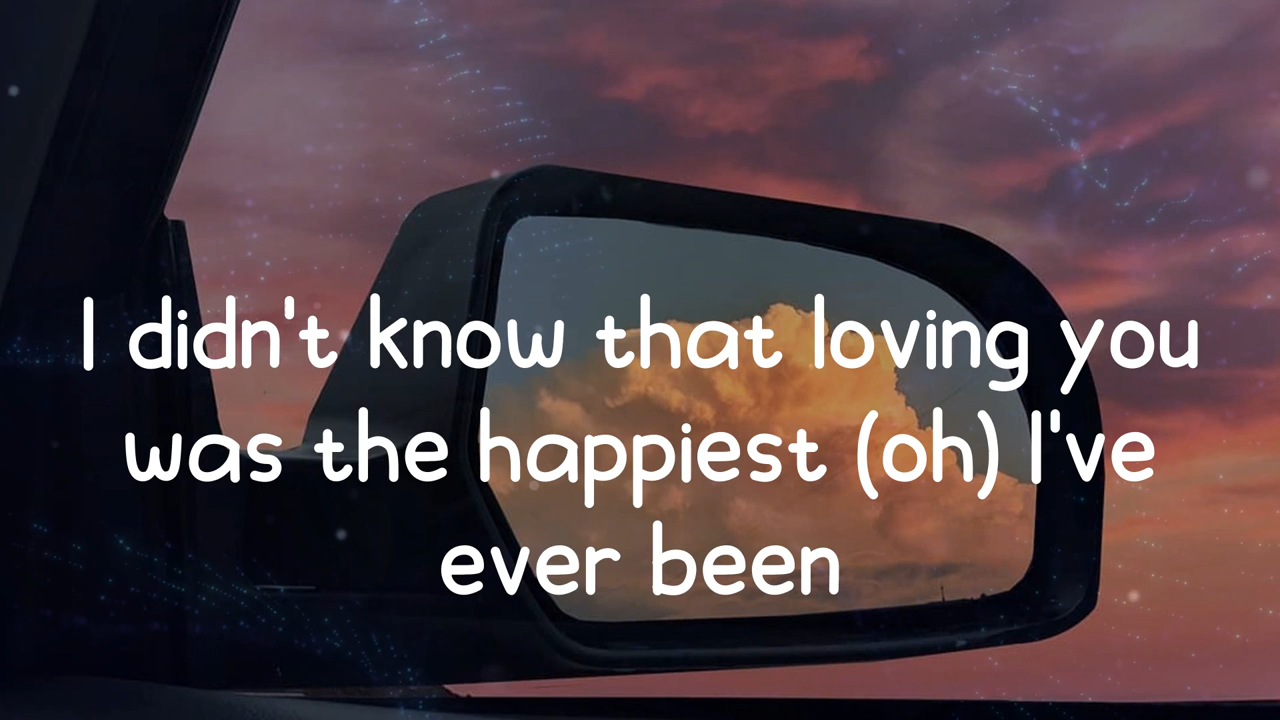 I didn't know that loving you
was the happiest (oh) I've
ever been